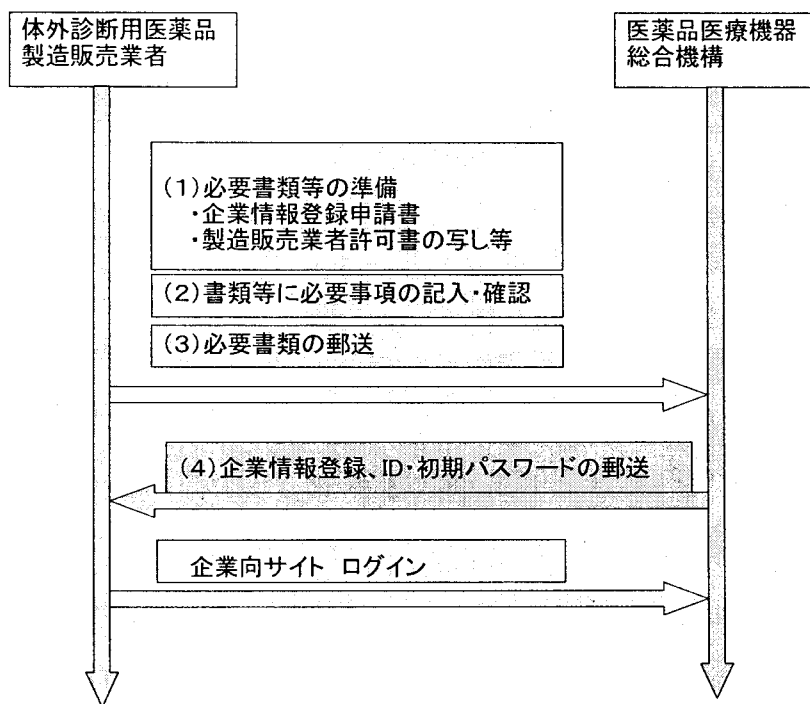 体外診断用医薬品
製造販売業者
医薬品医療機器
総合機構
(1)必要書類等の準備
・企業情報登録申請書
・製造販売業者許可書の写し等
(2)書類等に必要事項の記入・確認
(3)必要書類の郵送
(4)企業情報登録、ID・初期パスワードの郵送
企業向サイト ログイン